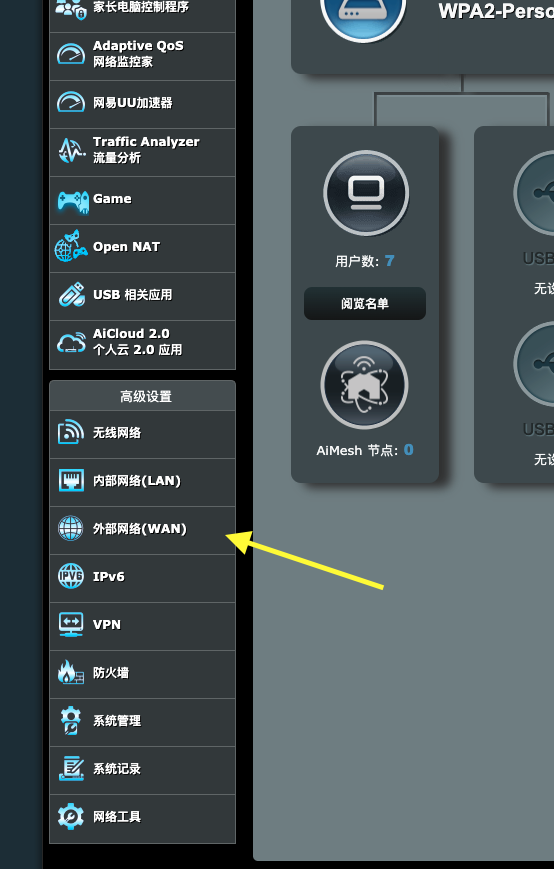 家长电脑控制程序
Adaptive QoS
网络监控家
网易UU加速器
Traffic Analyzer
流量分析
Game
Open NAT
USB 相关应用
AiCloud 2.0
个人云 2.0 应用
高级设置
无线网络
内部网络(LAN)
外部网络(WAN)
IPv6
VPN
防火墙
系统管理
系统记录
网络工具
WPA2-Perso
用户数: 7
阅览名单
AiMesh 节点: 0
USB
无设
USB
无设